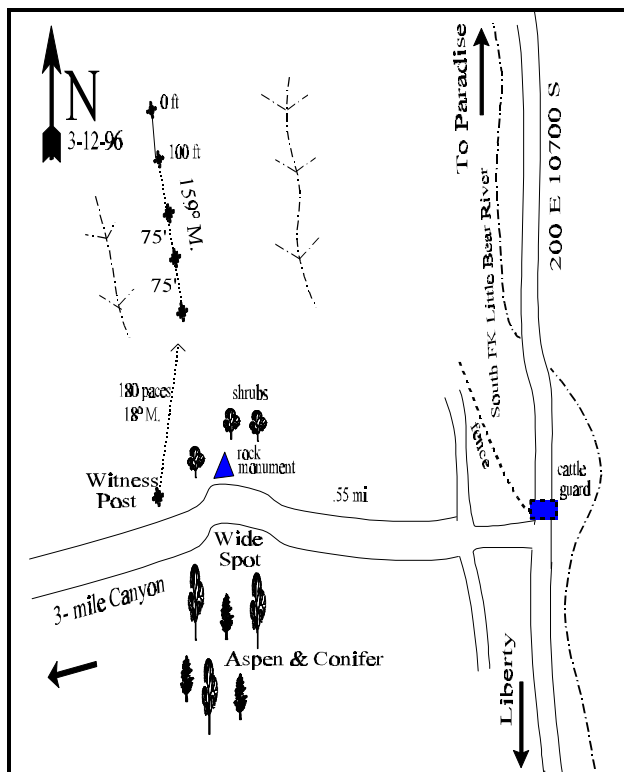 N
3-12-96
0 ft
100 ft
159° M.
75'
75'
180 paces
18° M.
Witness
Post
shrubs
rock
monument
.55 mi
Wide
Spot
3- mile Canyon
Aspen & Conifer
To Paradise
South FK Little Bear River
200 E 10700 S
fence
cattle
guard
Liberty